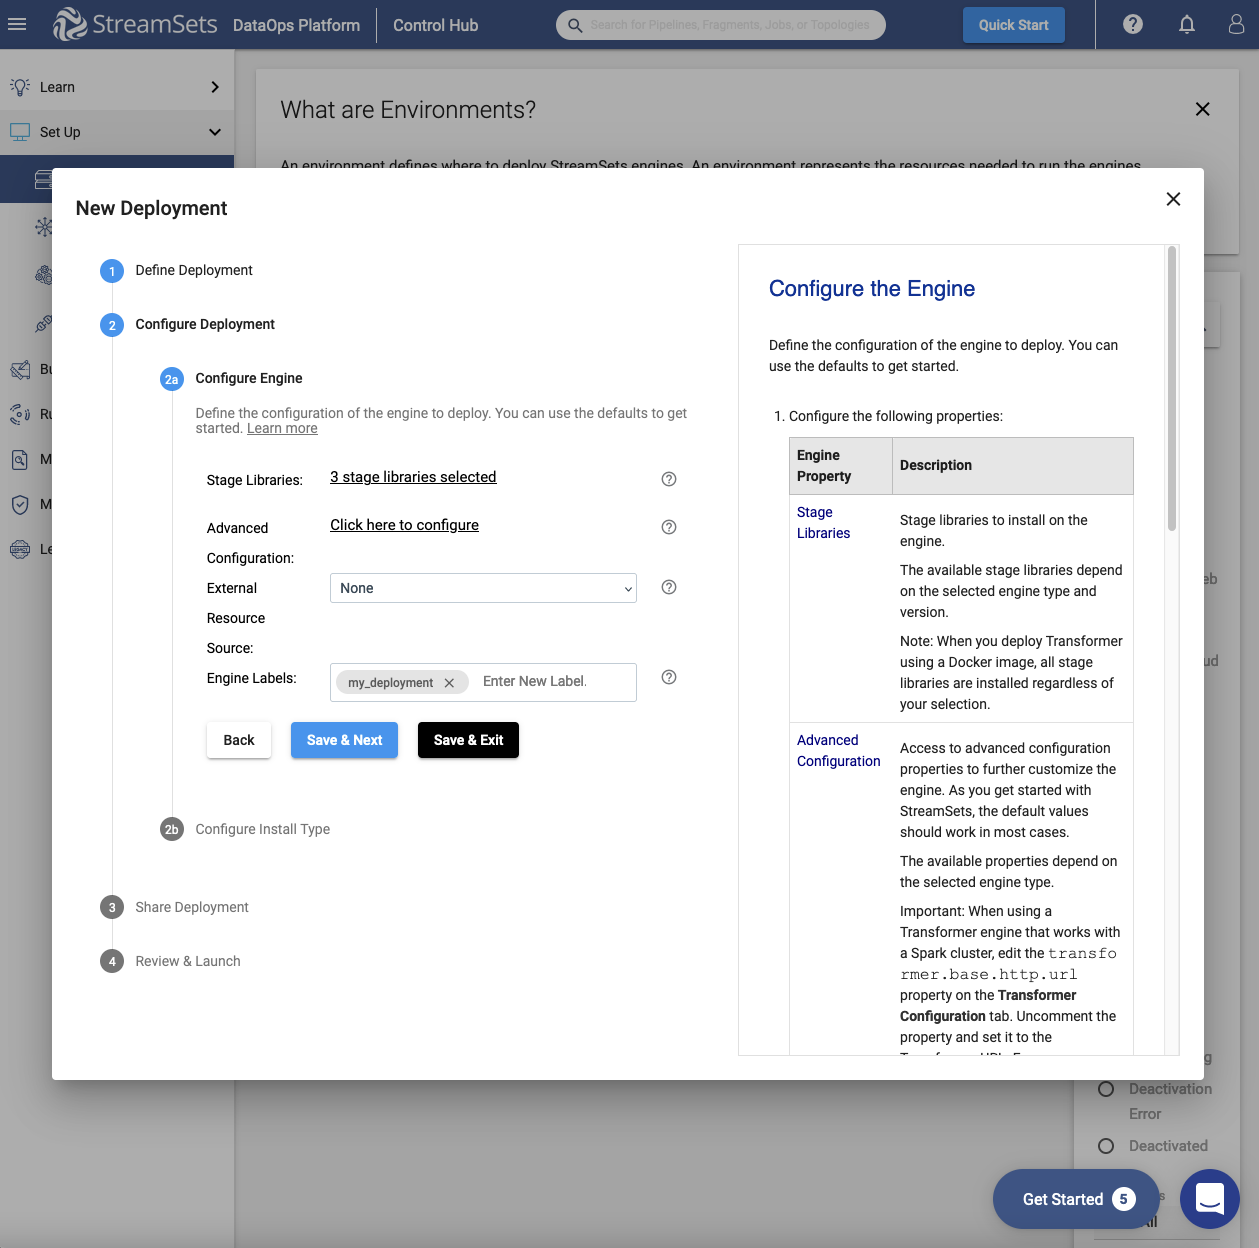 StreamSets DataOps Platform Control Hub
Search for Pipelines, Fragments, Jobs, or Topologies
Quick Start
Learn
Set Up
What are Environments?
An environment defines where to deploy StreamSets engines. An environment represents the resources needed to run the engines
New Deployment
1 Define Deployment
2 Configure Deployment
2a Configure Engine
Define the configuration of the engine to deploy. You can use the defaults to get
started. Learn more
Stage Libraries: 3 stage libraries selected
Advanced Click here to configure
Configuration:
External None
Resource
Source:
Engine Labels: my_deployment Enter New Label.
Back Save & Next Save & Exit
2b Configure Install Type
3 Share Deployment
4 Review & Launch
Configure the Engine
Define the configuration of the engine to deploy. You can
use the defaults to get started.
1. Configure the following properties:
Engine
Property
Description
Stage
Libraries
Stage libraries to install on the
engine.
The available stage libraries depend
on the selected engine type and
version.
Note: When you deploy Transformer
using a Docker image, all stage
libraries are installed regardless of
your selection.
Advanced
Configuration
Access to advanced configuration
properties to further customize the
engine. As you get started with
StreamSets, the default values
should work in most cases.
The available properties depend on
the selected engine type.
Important: When using a
Transformer engine that works with
a Spark cluster, edit the transfo
rmer.base.http.url
property on the Transformer
Configuration tab. Uncomment the
property and set it to the
Deactivation
Error
Deactivated
Get Started 5
All